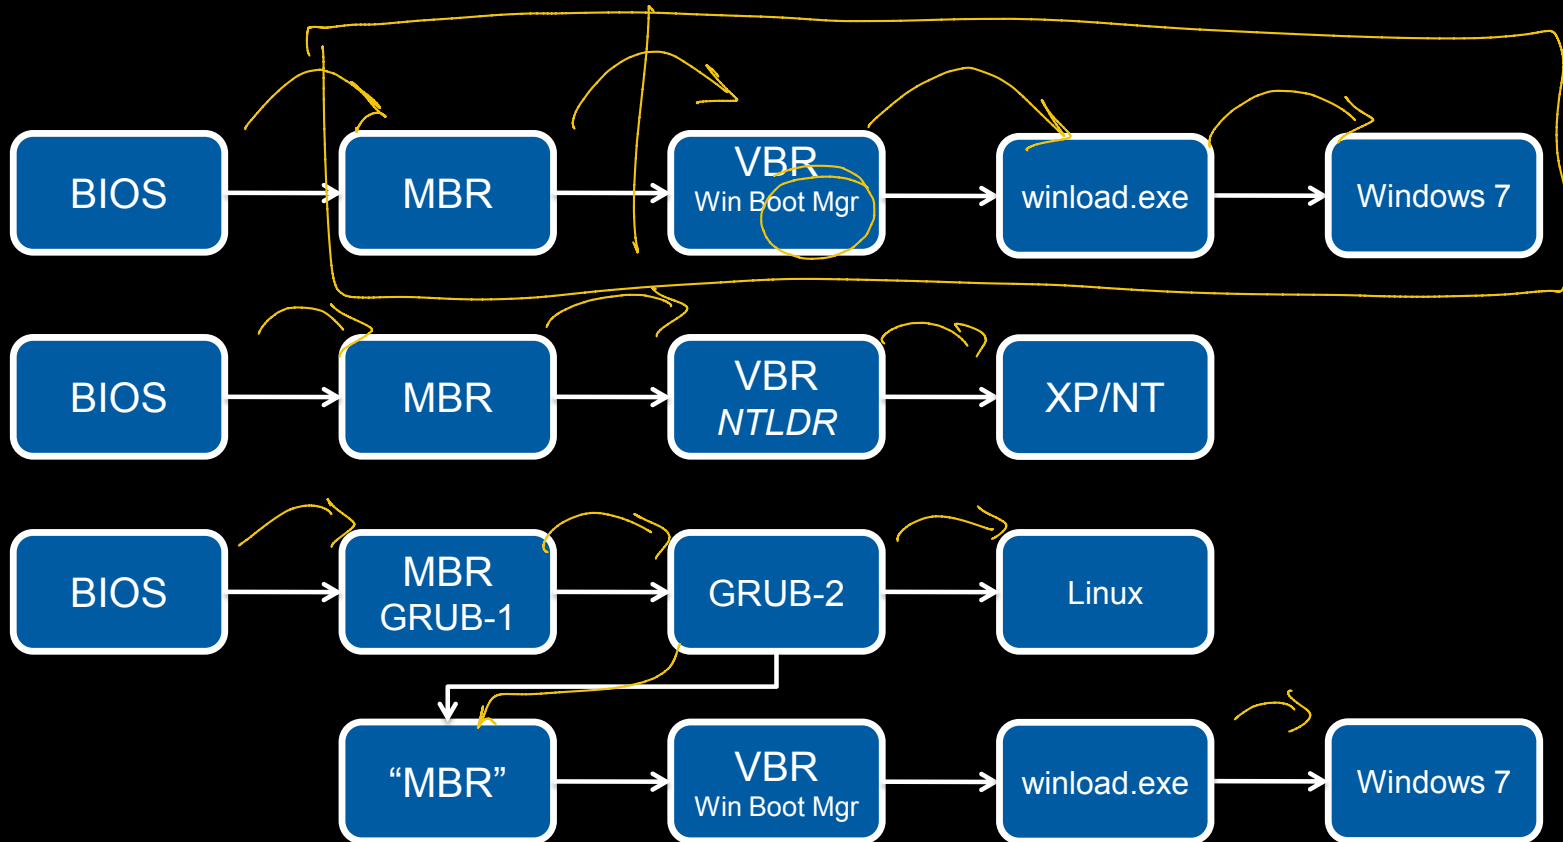 BIOS
MBR
VBR
Win Boot Mgr
winload.exe
Windows 7
BIOS
MBR
VBR
NTLDR
XP/NT
BIOS
MBR
GRUB-1
GRUB-2
Linux
“MBR”
VBR
Win Boot Mgr
winload.exe
Windows 7